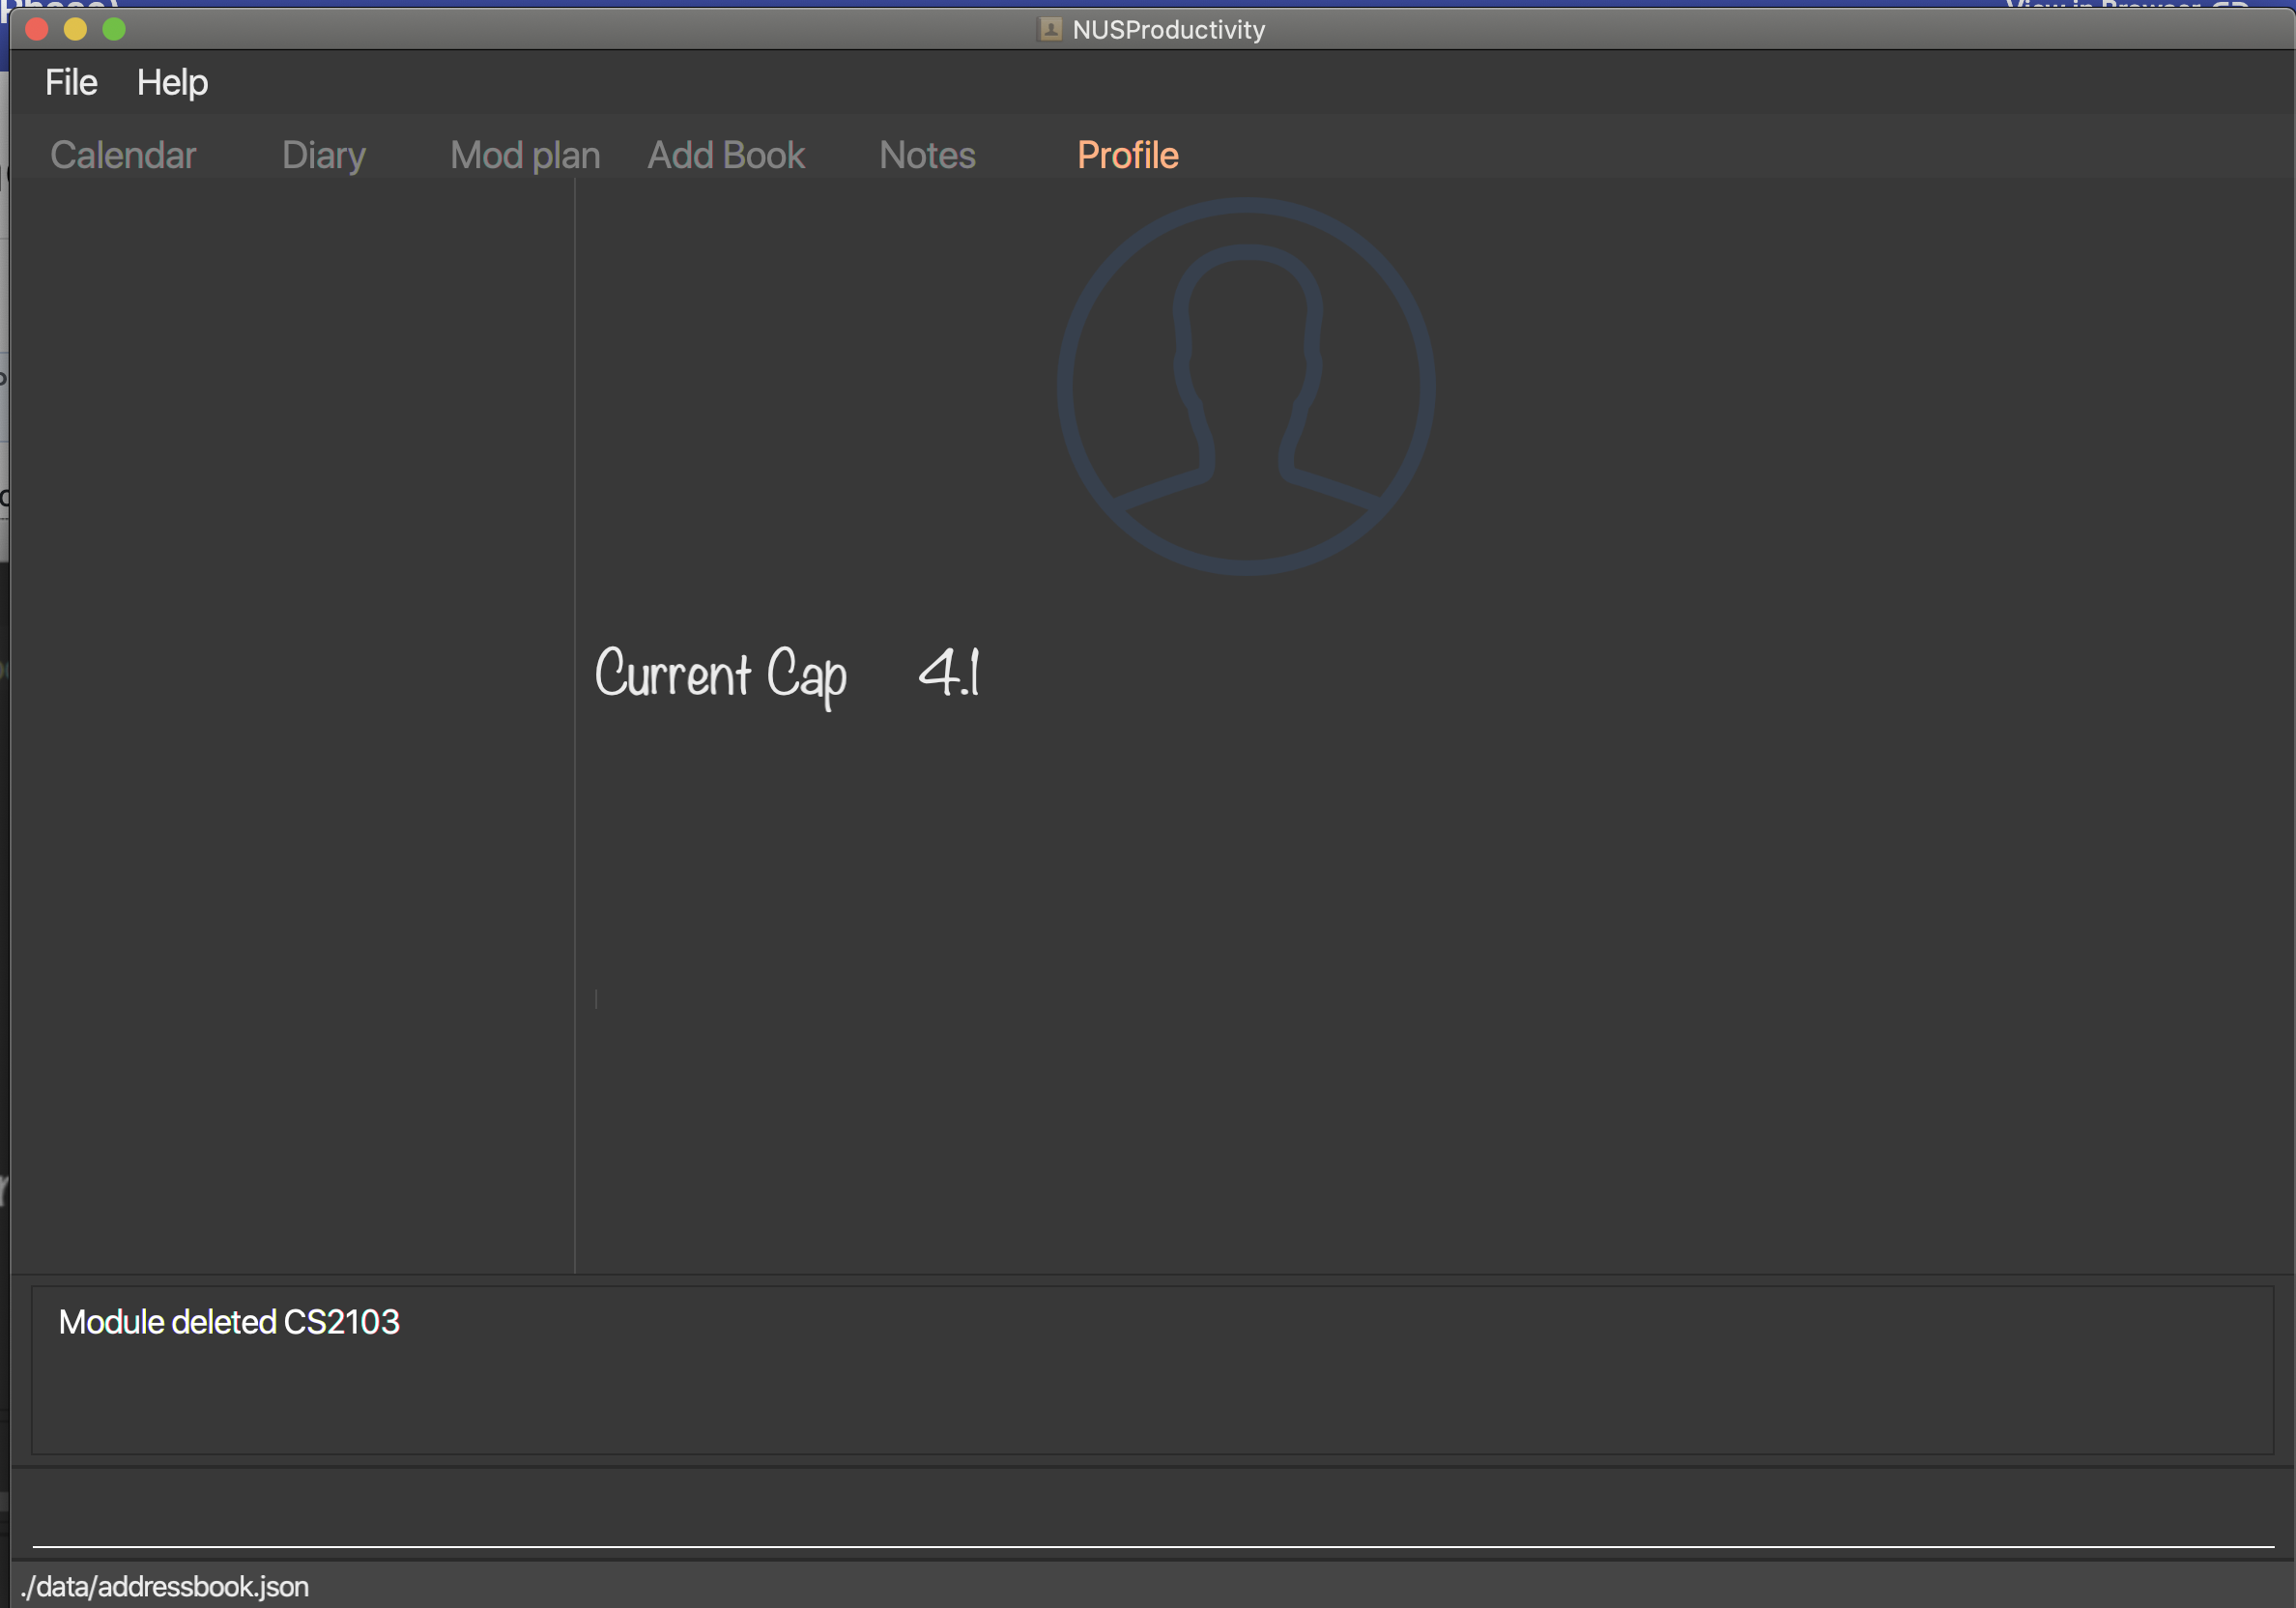 NUSProductivity
File Help
Calendar Diary Mod plan Add Book Notes Profile
Current Cap 4.1
Module deleted CS2103
./data/addressbook.json